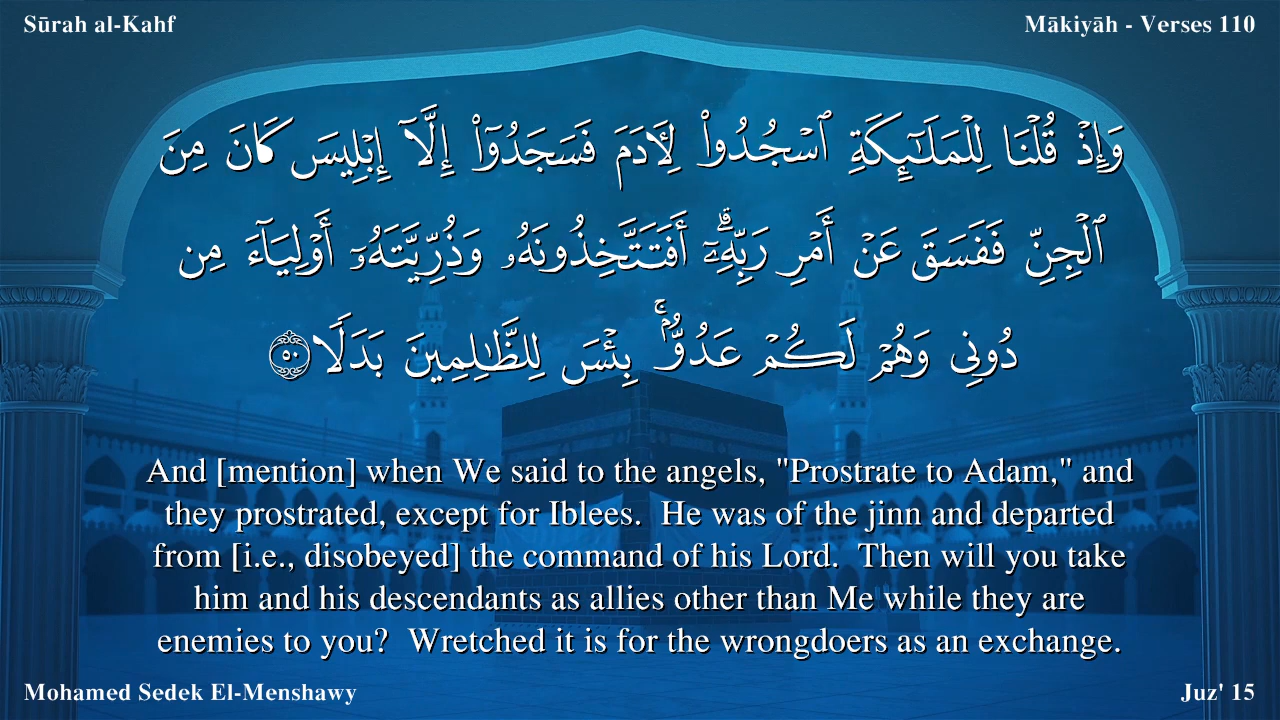 Sūrah al-Kahf
Mākiyāh - Verses 110
وَإِذْ قُلْنَا لِلْمَلَـٰٓئِكَةِ ٱسْجُدُوا۟ لِـَٔادَمَ فَسَجَدُوٓا۟ إِلَّآ إِبْلِيسَ كَانَ مِنَ
ٱلْجِنِّ فَفَسَقَ عَنْ أَمْرِ رَبِّهِۦٓ ۗ أَفَتَتَّخِذُونَهُۥ وَذُرِّيَّتَهُۥٓ أَوْلِيَآءَ مِن
دُونِى وَهُمْ لَكُمْ عَدُوٌّۢ ۚ بِئْسَ لِلظَّـٰلِمِينَ بَدَلًا ٥٠
And [mention] when We said to the angels, "Prostrate to Adam," and
they prostrated, except for Iblees.  He was of the jinn and departed
from [i.e., disobeyed] the command of his Lord.  Then will you take
him and his descendants as allies other than Me while they are
enemies to you?  Wretched it is for the wrongdoers as an exchange.
Mohamed Sedek El-Menshawy
Juz' 15